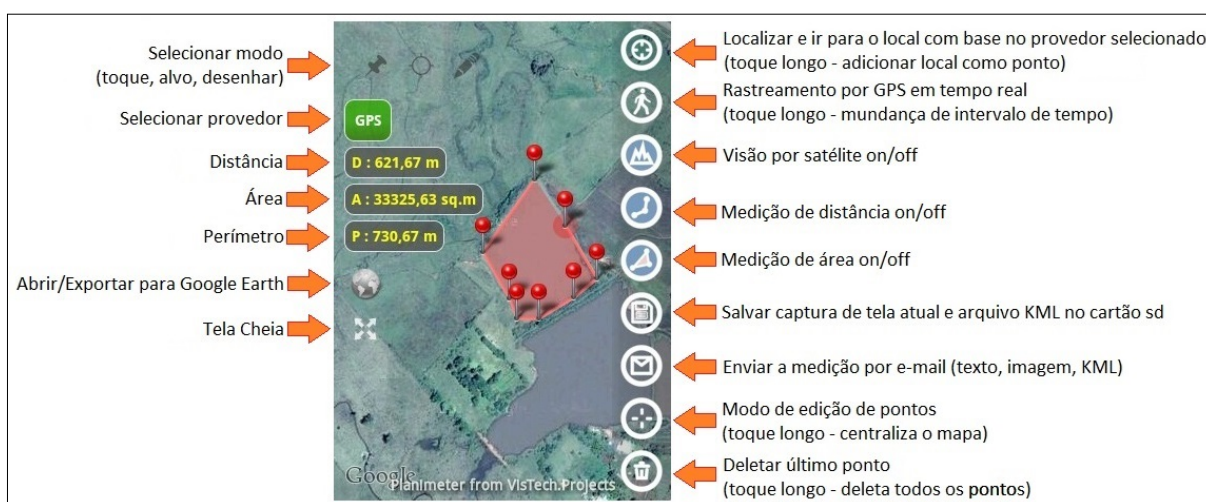 Selecionar modo
(toque, alvo, desenhar)
Selecionar provedor
Distância
Área
Perímetro
Abrir/Exportar para Google Earth
Tela Cheia
GPS
D : 621,67 m
A : 33325,63 sq.m
P : 730,67 m
Google
Planimeter from VisTech.Projects
Localizar e ir para o local com base no provedor selecionado
(toque longo - adicionar local como ponto)
Rastreamento por GPS em tempo real
(toque longo - mundança de intervalo de tempo)
Visão por satélite on/off
Medição de distância on/off
Medição de área on/off
Salvar captura de tela atual e arquivo KML no cartão sd
Enviar a medição por e-mail (texto, imagem, KML)
Modo de edição de pontos
(toque longo - centraliza o mapa)
Deletar último ponto
(toque longo - deleta todos os pontos)